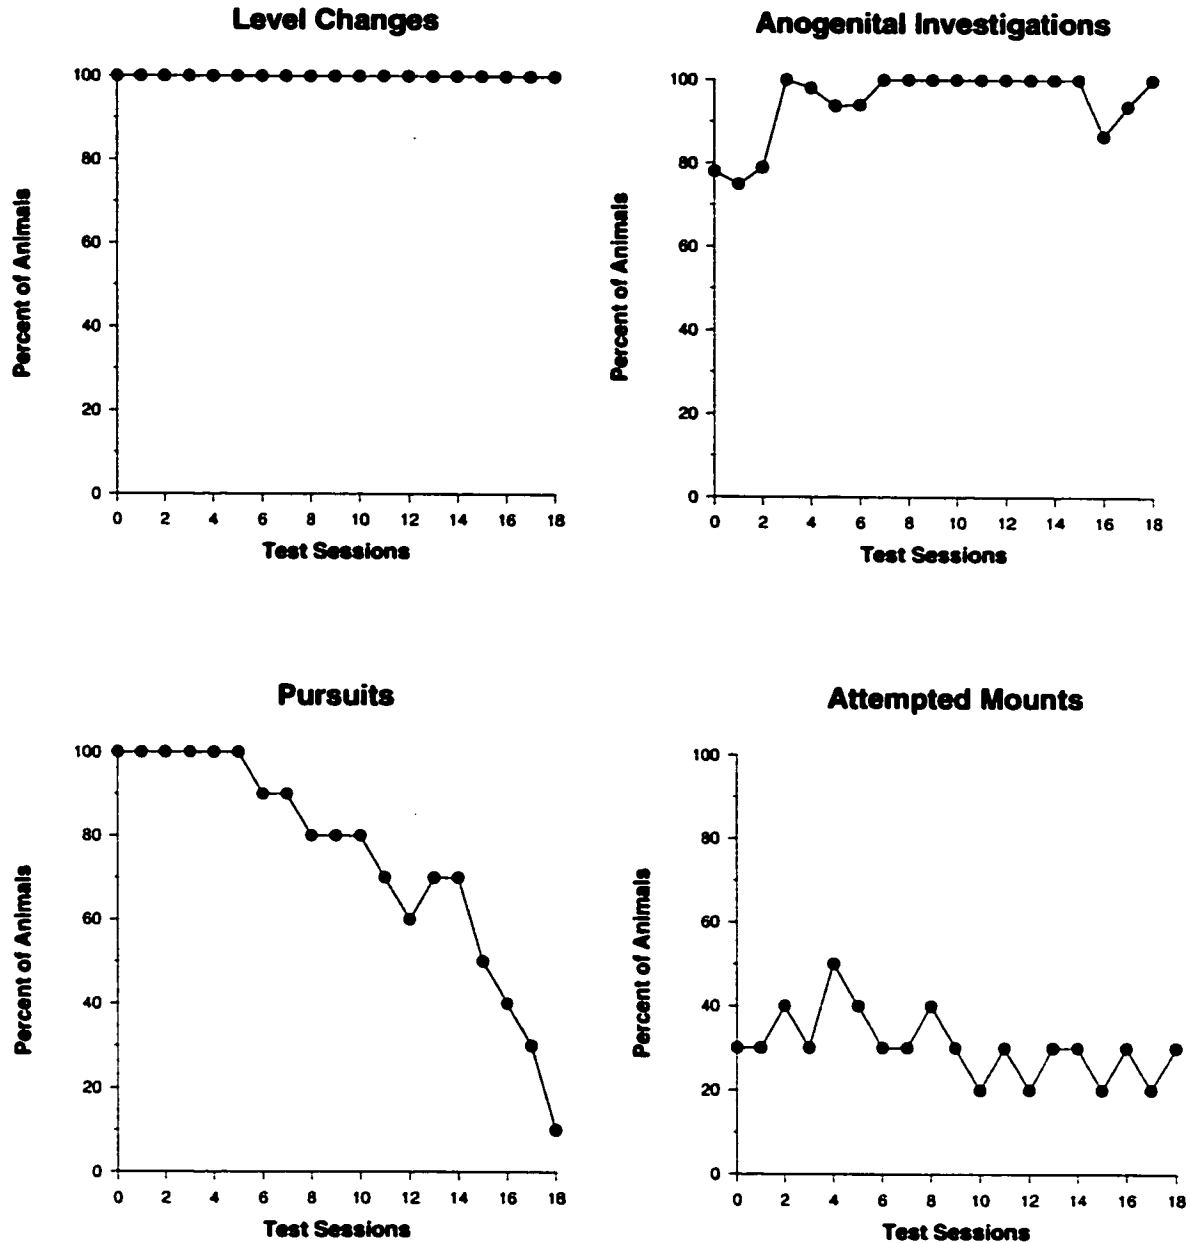 Level Changes
100
80
60
40
20
0
0 2 4 6 8 10 12 14 16 18
Percent of Animals
Test Sessions
Anogenital Investigations
100
80
60
40
20
0
0 2 4 6 8 10 12 14 16 18
Percent of Animals
Test Sessions
Pursuits
100
80
60
40
20
0
0 2 4 6 8 10 12 14 16 18
Percent of Animals
Test Sessions
Attempted Mounts
100
80
60
40
20
0
0 2 4 6 8 10 12 14 16 18
Percent of Animals
Test Sessions